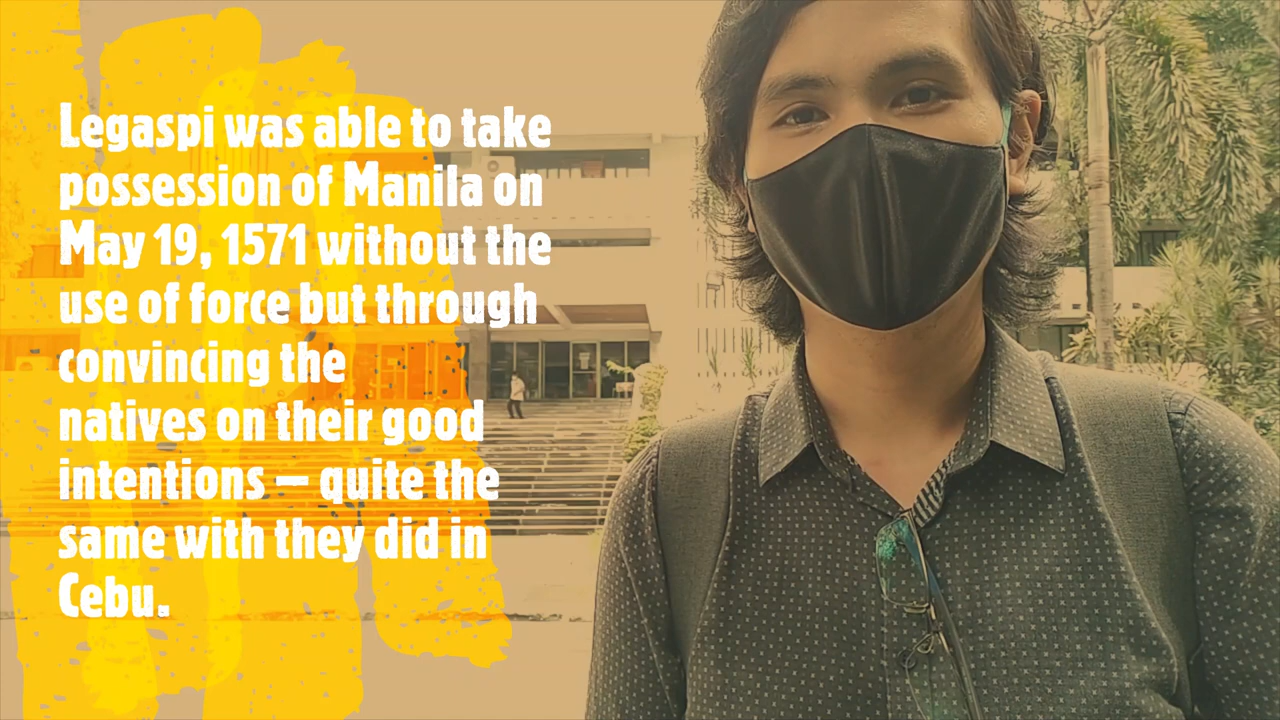 Legaspi was able to take
possession of Manila on
May 19, 1571 without the
use of force but through
convincing the
natives on their good
intentions — quite the
same with they did in
Cebu.